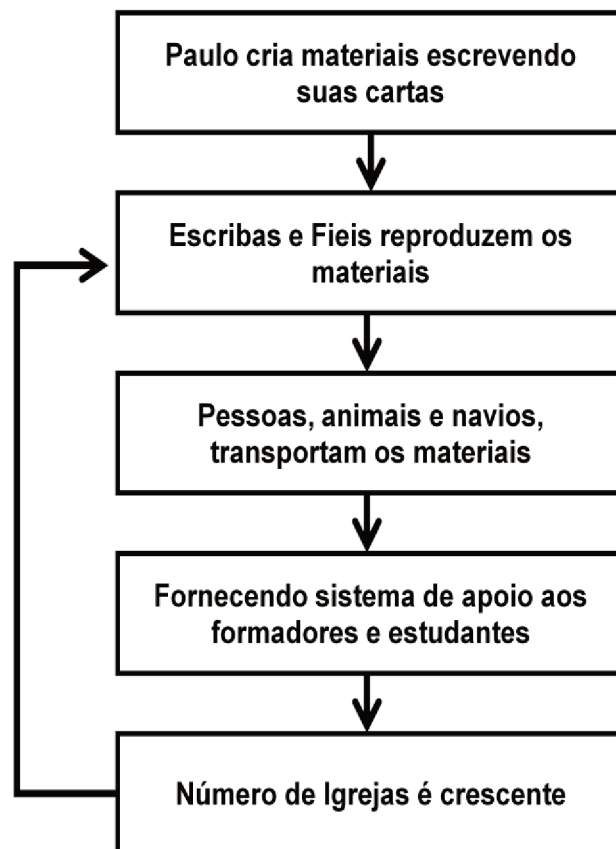 Paulo cria materiais escrevendo
suas cartas
Escribas e Fieis reproduzem os
materiais
Pessoas, animais e navios,
transportam os materiais
Fornecendo sistema de apoio aos
formadores e estudantes
Número de Igrejas é crescente